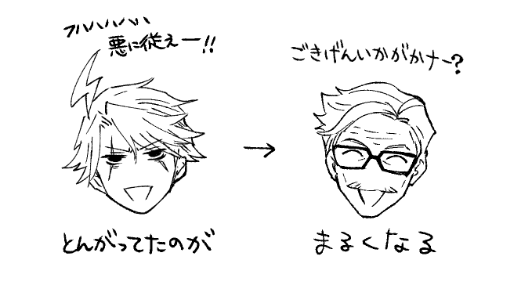 フハハハハハ
悪に従えー!!
ごきげんいかがかナー?
とんがってたのが
→
まるくなる